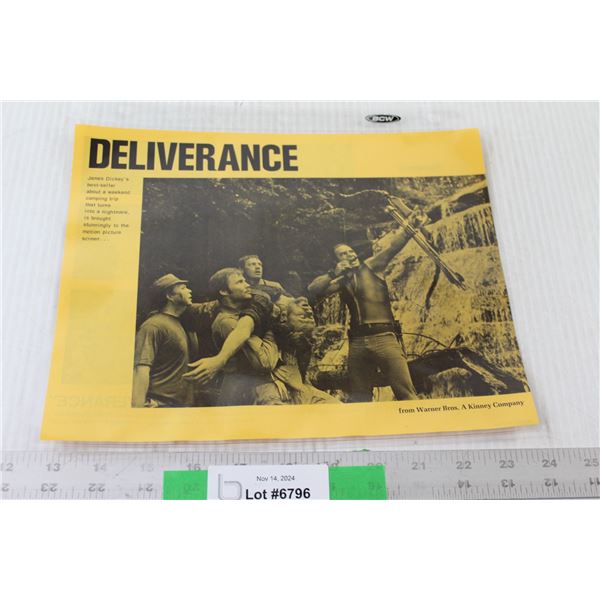 BCW
DELIVERANCE
James Dickey's
best-seller
about a weekend
camping trip
that turns
into a nightmare,
is brought
stunningly to the
motion picture
screen...
from Warner Bros. A Kinney Company
12 13 14 15 16 17 18 19 20 21 22 23 24 25
Nov 14, 2024
Lot #6796